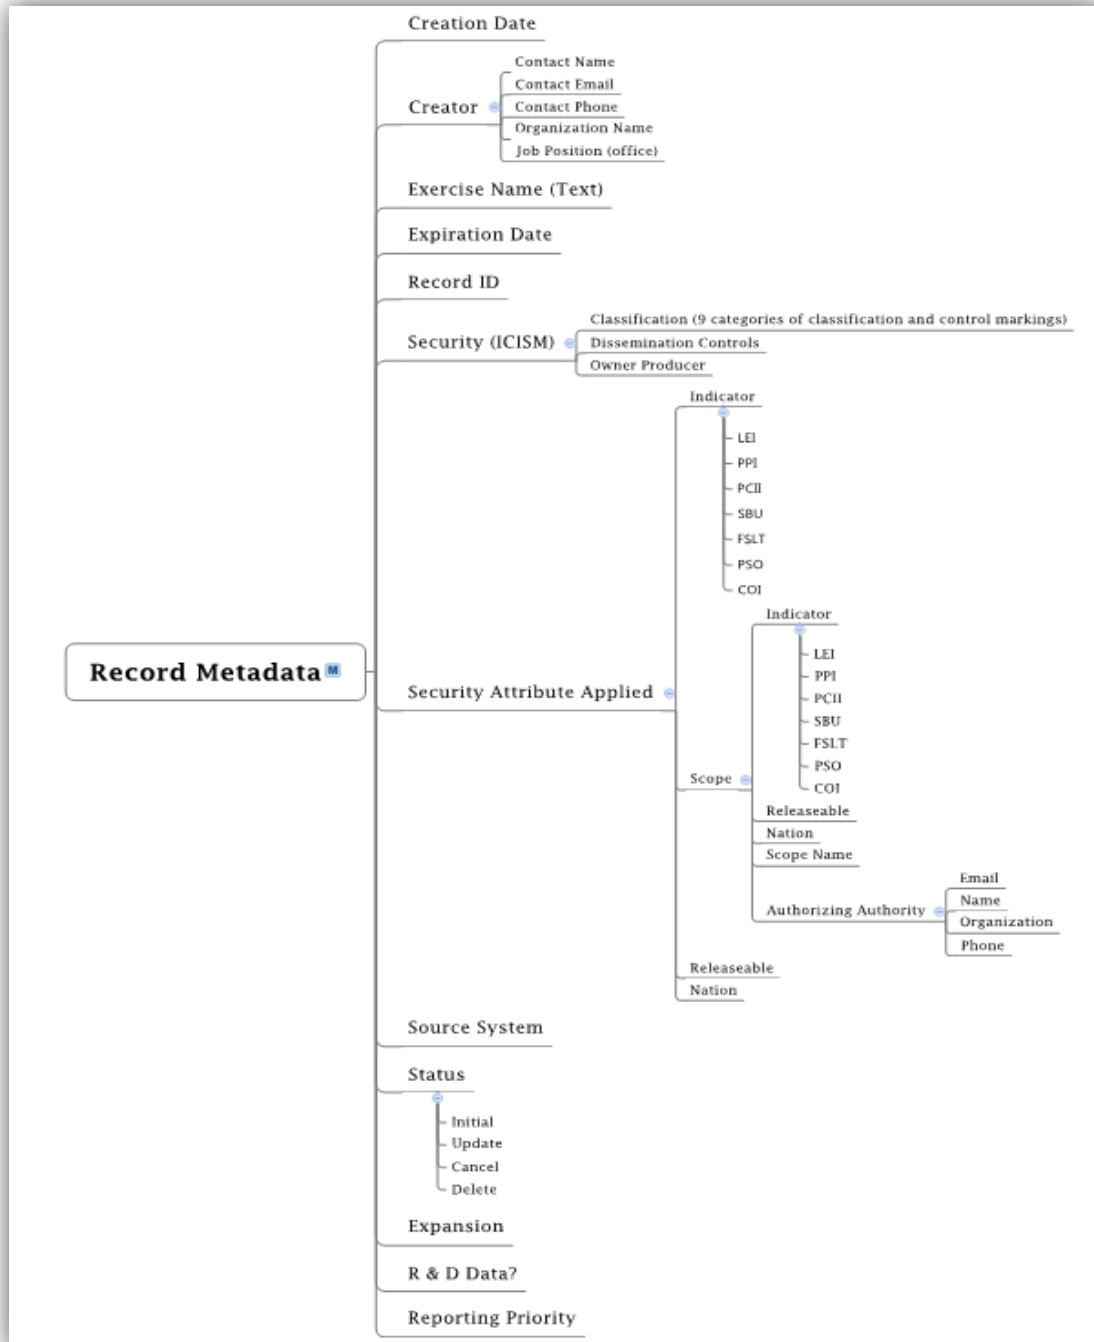 Creation Date
Contact Name
Contact Email
Creator
Contact Phone
Organization Name
Job Position (office)
Exercise Name (Text)
Expiration Date
Record ID
Classification (9 categories of classification and control markings)
Security (ICISM)
Dissemination Controls
Owner Producer
Indicator
LEI
PPI
PCII
SBU
FSLT
PSO
COI
Indicator
LEI
Record Metadata M
PPI
Security Attribute Applied
PCII
SBU
FSLT
PSO
Scope
COI
Releaseable
Nation
Scope Name
Email
Name
Authorizing Authority
Organization
Phone
Releaseable
Nation
Source System
Status
Initial
Update
Cancel
Delete
Expansion
R & D Data?
Reporting Priority